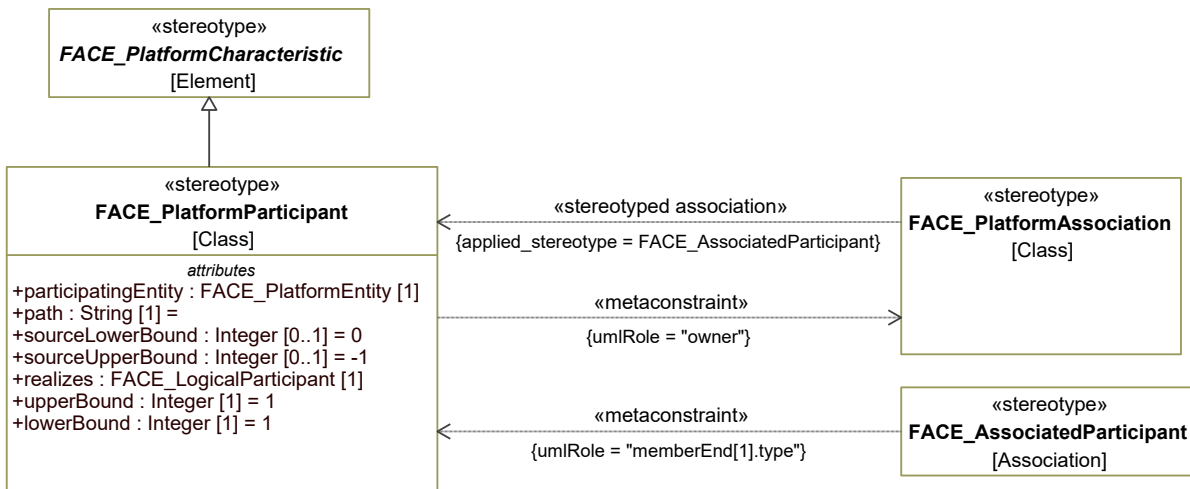 «stereotype»
FACE_PlatformCharacteristic
[Element]
«stereotype»
FACE_PlatformParticipant
[Class]
attributes
+participatingEntity : FACE_PlatformEntity [1]
+path : String [1] =
+sourceLowerBound : Integer [0..1] = 0
+sourceUpperBound : Integer [0..1] = -1
+realizes : FACE_LogicalParticipant [1]
+upperBound : Integer [1] = 1
+lowerBound : Integer [1] = 1
«stereotyped association»
{applied_stereotype = FACE_AssociatedParticipant}
«metaconstraint»
{umlRole = "owner"}
«metaconstraint»
{umlRole = "memberEnd[1].type"}
«stereotype»
FACE_PlatformAssociation
[Class]
«stereotype»
FACE_AssociatedParticipant
[Association]